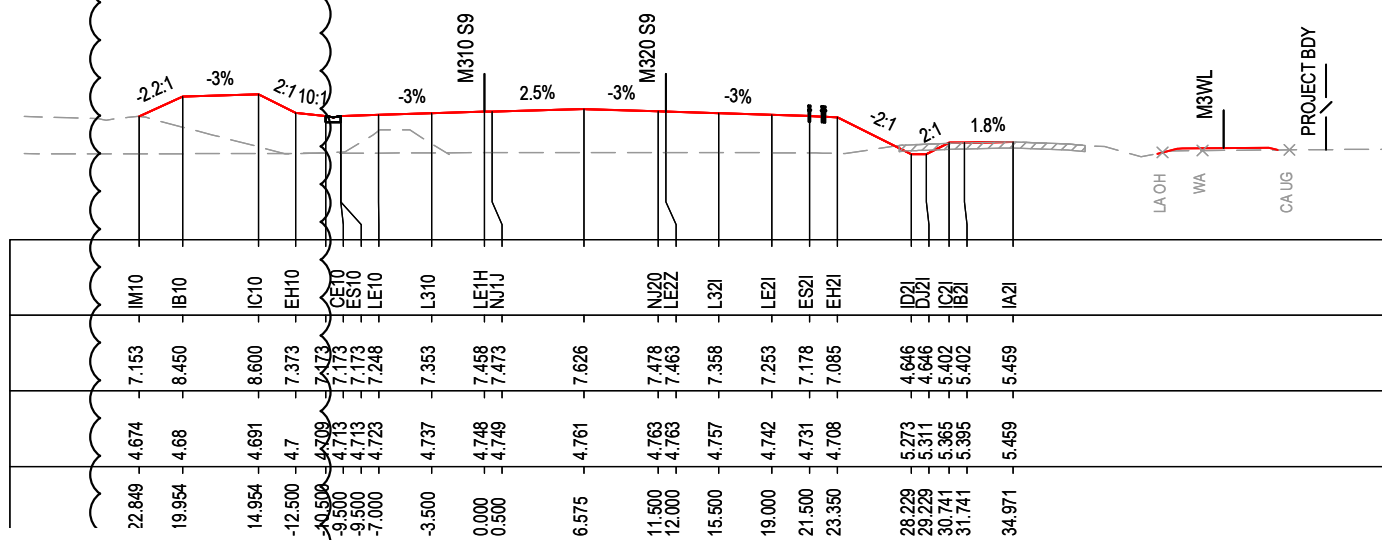 M310 S9
M320 S9
M3WL
PROJECT BDY
-2.2:1
-3%
2:1
10:1
-3%
2.5%
-3%
-3%
-2:1
2:1
1.8%
LA OH
WA
CA UG
IM10 IB10 IC10 EH10 CE10 ES10 LE10 L310 LE1H NJ1J NJ20 LE2Z L32I LE2I ES2I EH2I ID2I DJ2I IC2I IB2I IA2I
7.153 8.450 8.600 7.373 7.173 7.173 7.173 7.248 7.353 7.458 7.473 7.626 7.478 7.463 7.358 7.253 7.178 7.085 4.646 4.646 5.402 5.402 5.459
4.674 4.68 4.691 4.7 4.709 4.713 4.713 4.723 4.737 4.748 4.749 4.761 4.763 4.763 4.757 4.742 4.731 4.708 5.273 5.311 5.365 5.395 5.459
22.849 19.954 14.954 -12.500 -9.500 -9.500 -7.000 -3.500 0.000 0.500 6.575 11.500 12.000 15.500 19.000 21.500 23.350 28.229 29.229 30.741 31.741 34.971